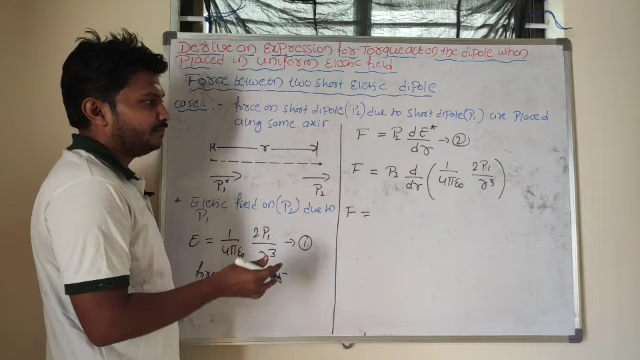 Derive an Expression for Torque act on the dipole when
Placed in uniform Electric field
Force between two short Electric dipole
case i :- force on short dipole (P₂) due to short dipole (P₁) are Placed
along same axis
r
P₁
P₂
* Electric field on (P₂) due to
P₁
E = 1/4πε₀ 2P₁/r³ → ①
F = P₂ dE/dr → ②
F = P₂ d/dr (1/4πε₀ 2P₁/r³)
F =